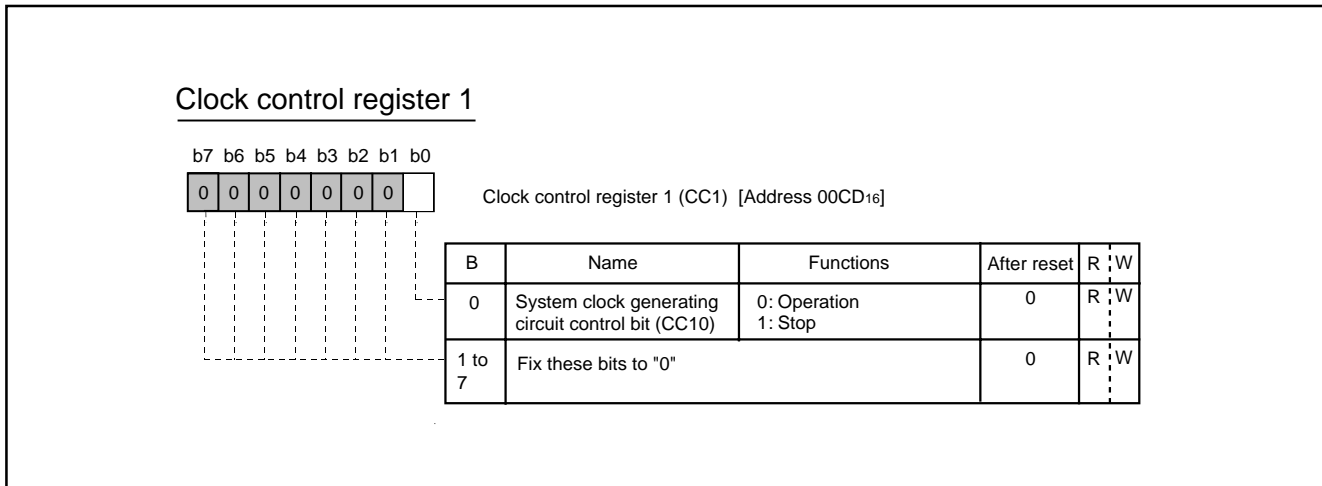 Clock control register 1
b7 b6 b5 b4 b3 b2 b1 b0
0 0 0 0 0 0 0
Clock control register 1 (CC1) [Address 00CD16]
B Name Functions After reset R W
0 System clock generating circuit control bit (CC10) 0: Operation 1: Stop 0 R W
1 to 7 Fix these bits to "0" 0 R W